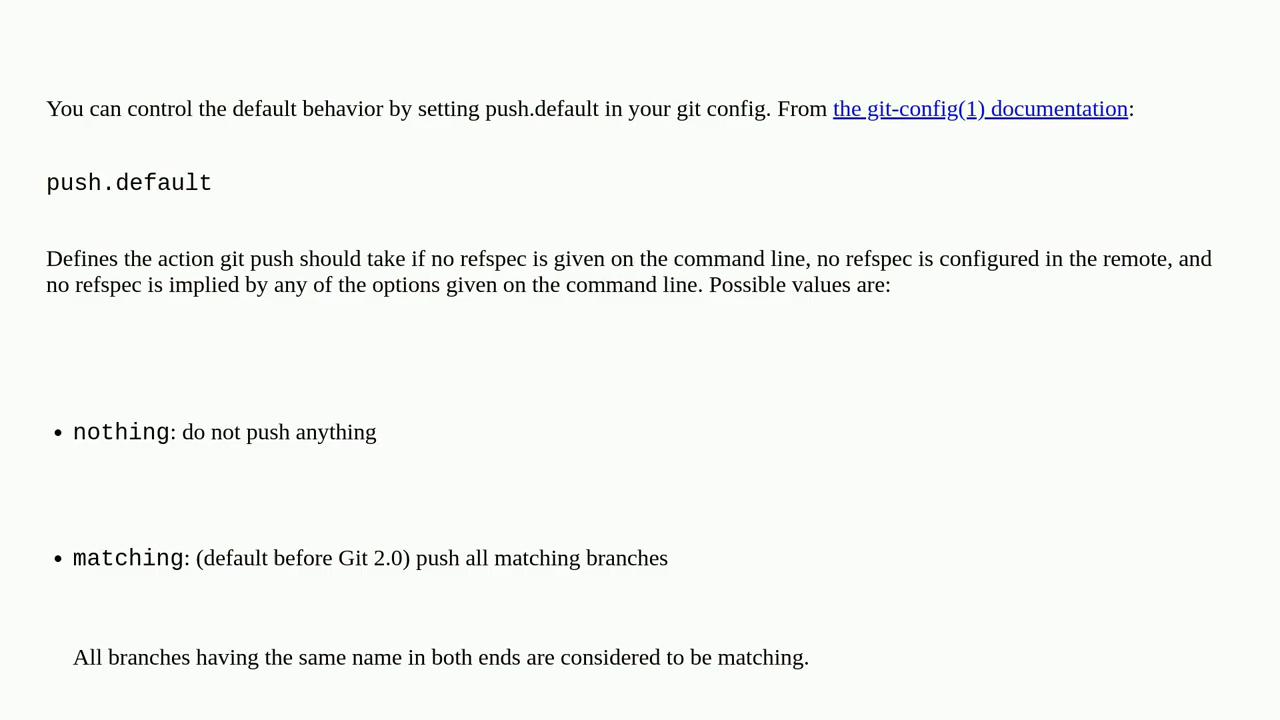 You can control the default behavior by setting push.default in your git config. From the git-config(1) documentation:
push.default
Defines the action git push should take if no refspec is given on the command line, no refspec is configured in the remote, and
no refspec is implied by any of the options given on the command line. Possible values are:
• nothing: do not push anything
• matching: (default before Git 2.0) push all matching branches
All branches having the same name in both ends are considered to be matching.